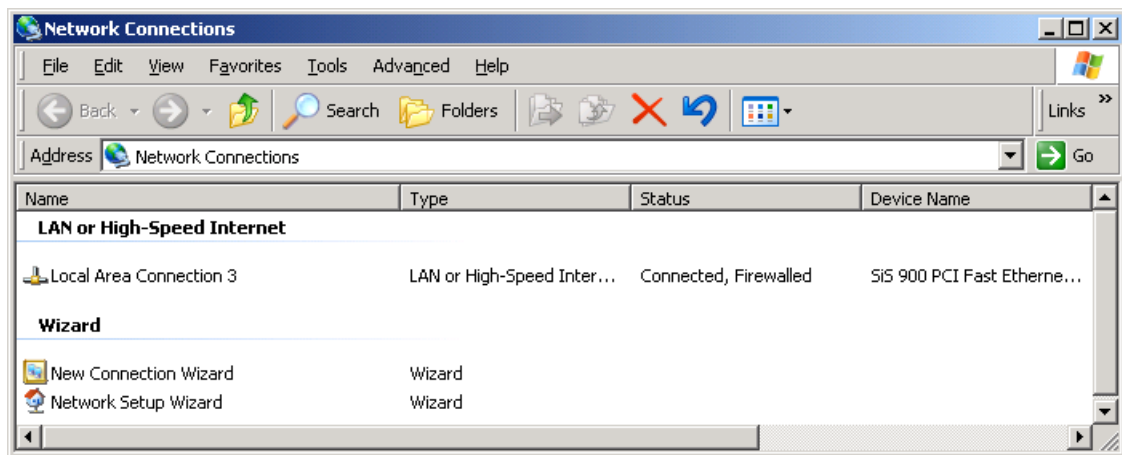 Network Connections
File Edit View Favorites Tools Advanced Help
Back Search Folders Links »
Address Network Connections Go
Name Type Status Device Name
LAN or High-Speed Internet
Local Area Connection 3 LAN or High-Speed Inter... Connected, Firewalled SiS 900 PCI Fast Etherne...
Wizard
New Connection Wizard Wizard
Network Setup Wizard Wizard